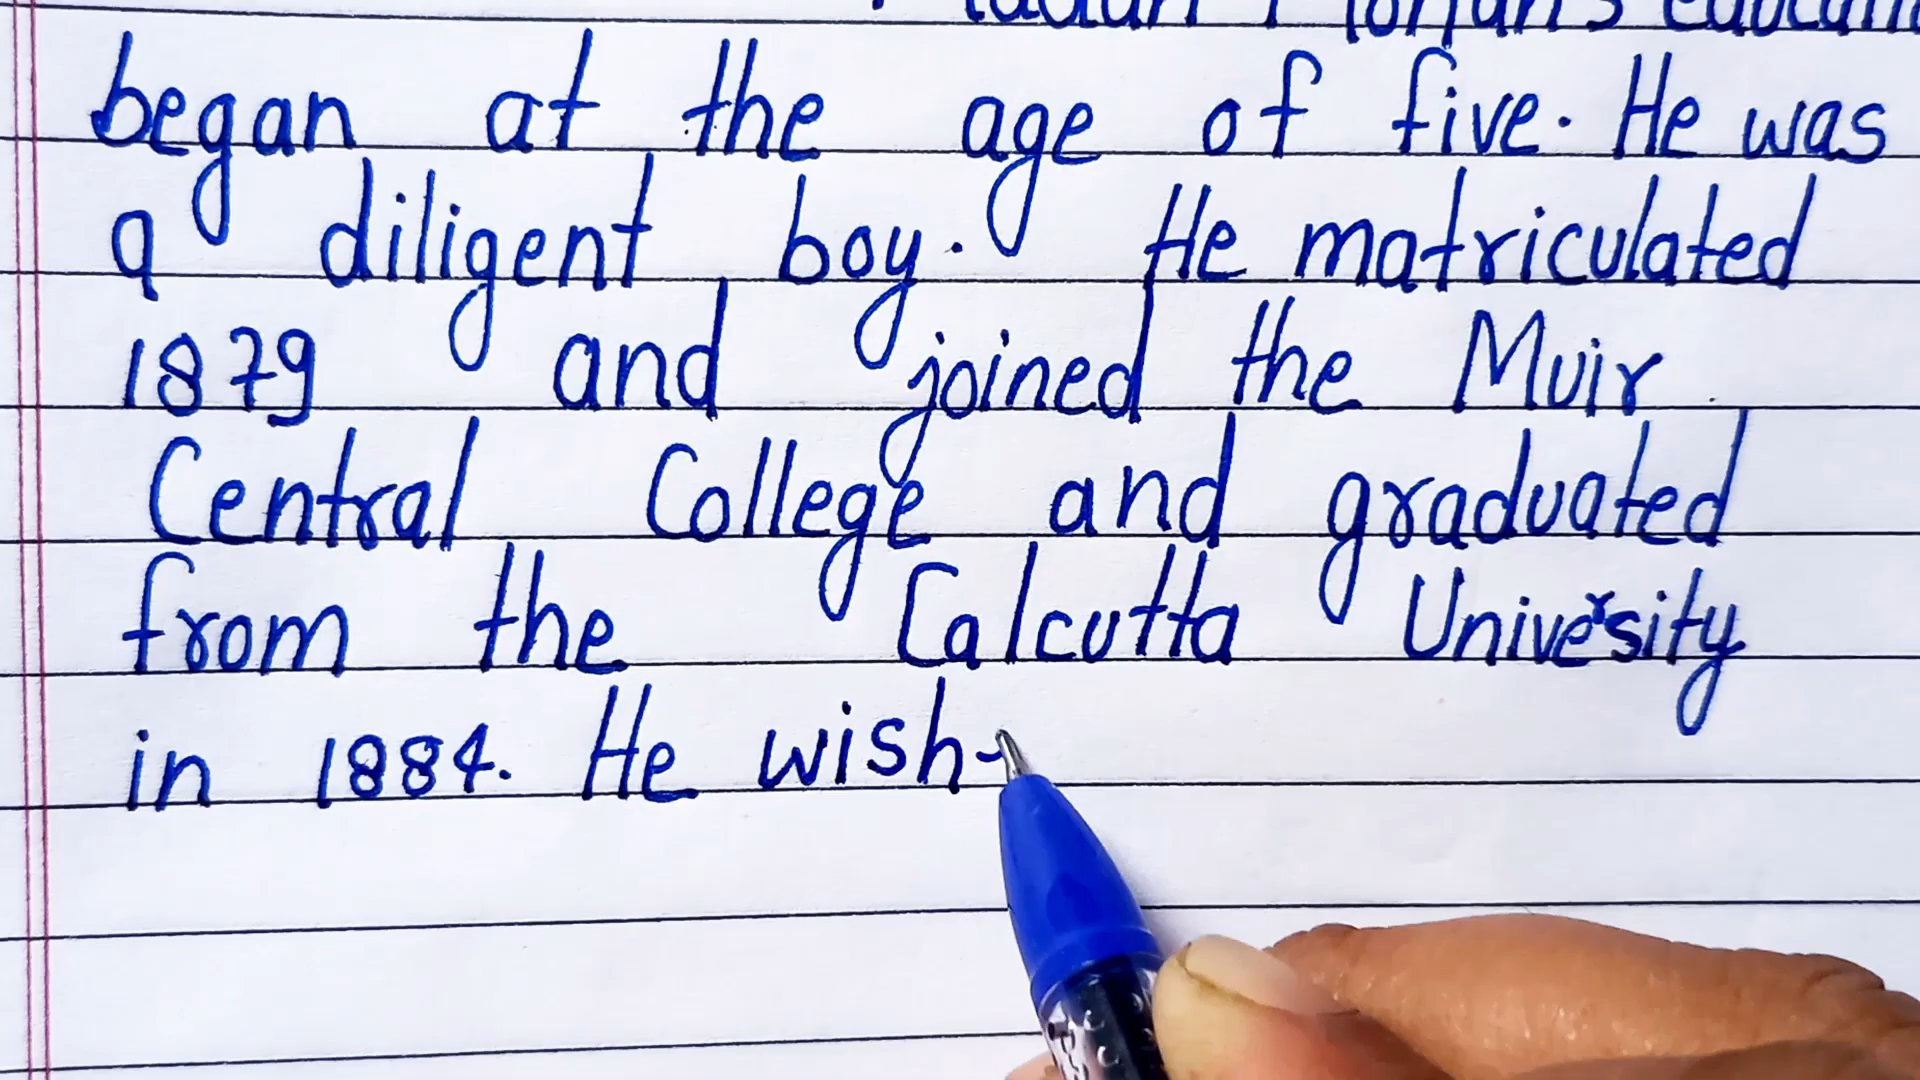 began at the age of five. He was
a diligent boy. He matriculated
1879 and joined the Muir
Central College and graduated
from the Calcutta University
in 1884. He wish